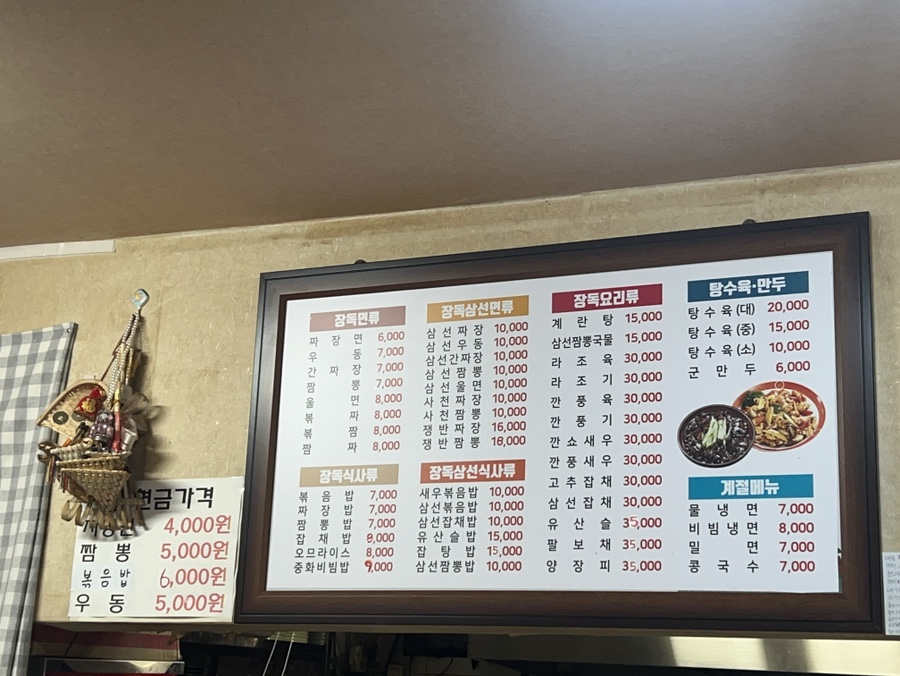 현금가격
4,000원
짬뽕 5,000원
볶음밥 6,000원
우동 5,000원
장독면류
짜장면 6,000
우동 7,000
간짜장 7,000
짬뽕 7,000
울면 8,000
볶짜 8,000
볶짬 8,000
짬짜 8,000
장독식사류
볶음밥 7,000
짜장밥 7,000
짬뽕밥 7,000
잡채밥 8,000
오므라이스 8,000
중화비빔밥 9,000
장독삼선면류
삼선짜장 10,000
삼선우동 10,000
삼선간짜장 10,000
삼선짬뽕 10,000
삼선울면 10,000
사천짜장 10,000
사천짬뽕 10,000
쟁반짜장 16,000
쟁반짬뽕 18,000
장독삼선식사류
새우볶음밥 10,000
삼선볶음밥 10,000
삼선잡채밥 10,000
유산슬밥 15,000
잡탕밥 15,000
삼선짬뽕밥 10,000
장독요리류
계란탕 15,000
삼선짬뽕국물 15,000
라조육 30,000
라조기 30,000
깐풍육 30,000
깐풍기 30,000
깐쇼새우 30,000
깐풍새우 30,000
고추잡채 30,000
삼선잡채 30,000
유산슬 35,000
팔보채 35,000
양장피 35,000
탕수육·만두
탕수육(대) 20,000
탕수육(중) 15,000
탕수육(소) 10,000
군만두 6,000
계절메뉴
물냉면 7,000
비빔냉면 8,000
밀면 7,000
콩국수 7,000